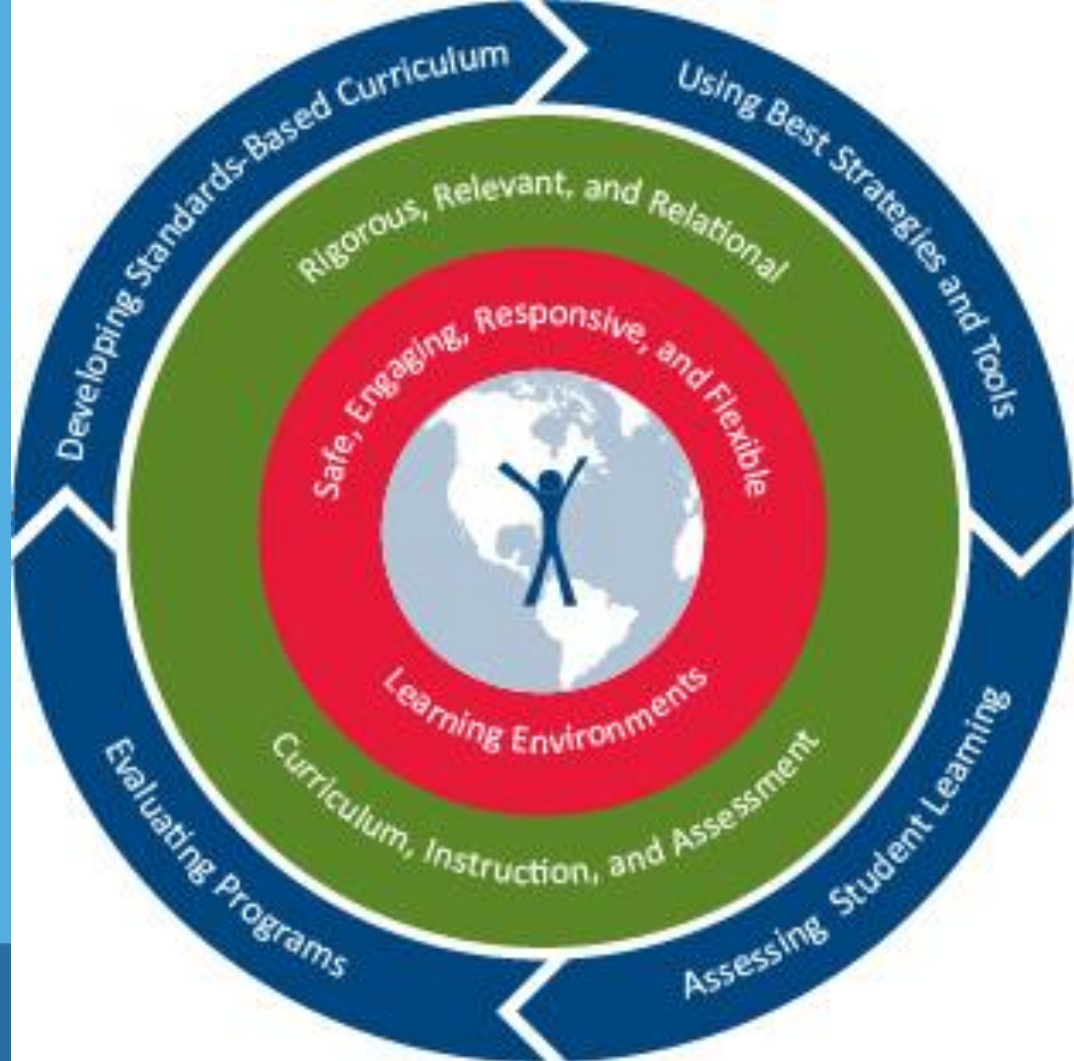 Developing Standards-Based Curriculum
Using Best Strategies and Tools
Assessing Student Learning
Evaluating Programs
Rigorous, Relevant, and Relational
Curriculum, Instruction, and Assessment
Safe, Engaging, Responsive, and Flexible
Learning Environments